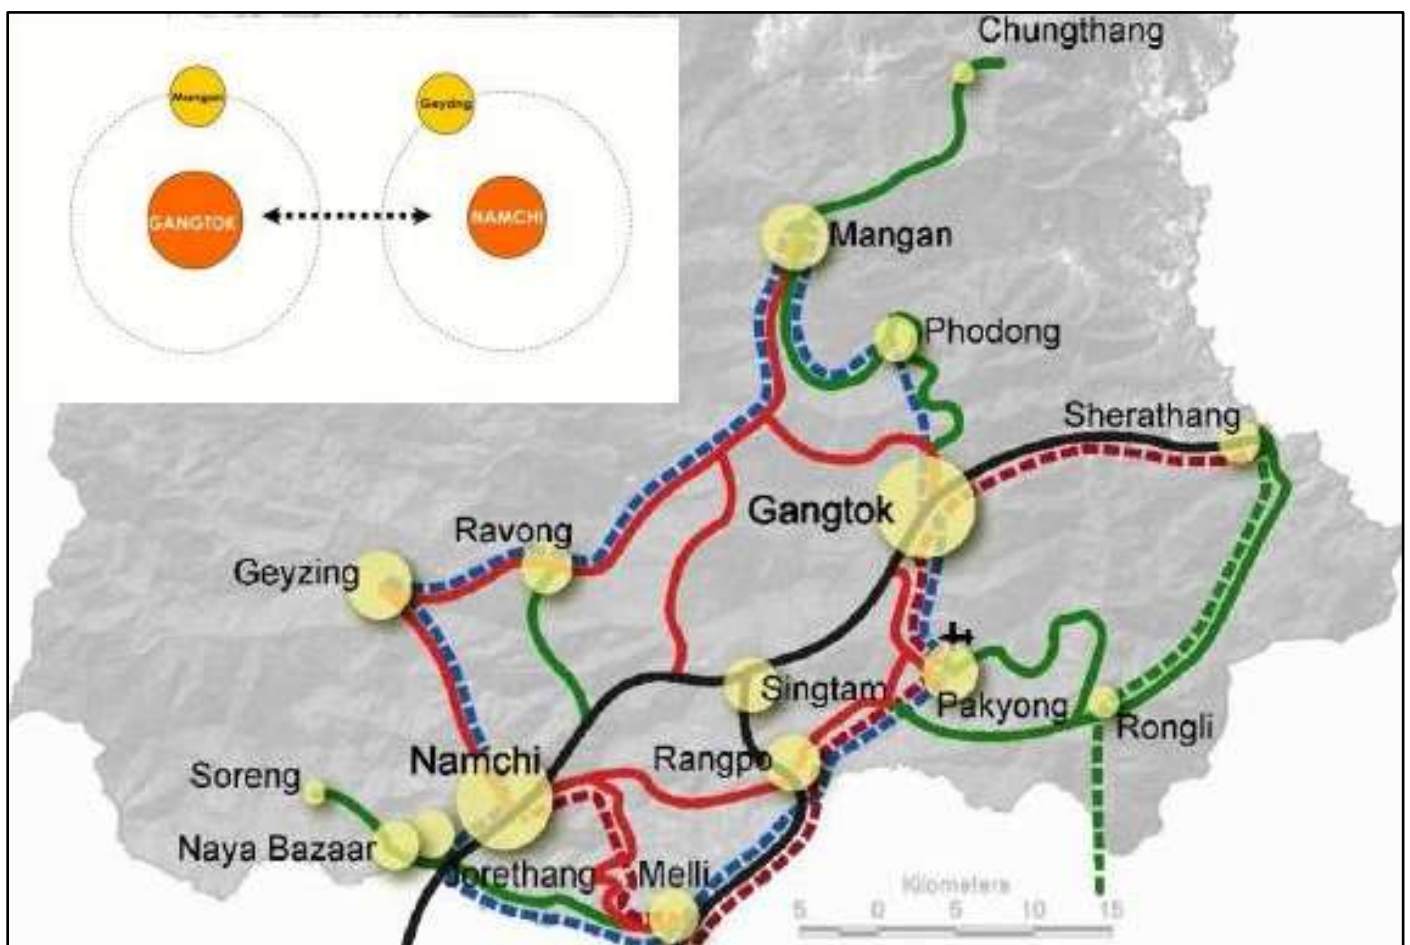 Chungthang
Mangan
Geyzing
GANGTOK
NAMCHI
Mangan
Phodong
Sherathang
Gangtok
Ravong
Geyzing
Singtam
Pakyong
Rongli
Namchi
Rangpo
Soreng
Naya Bazaar
Jorethang
Melli
Kilometers
5 0 5 10 15